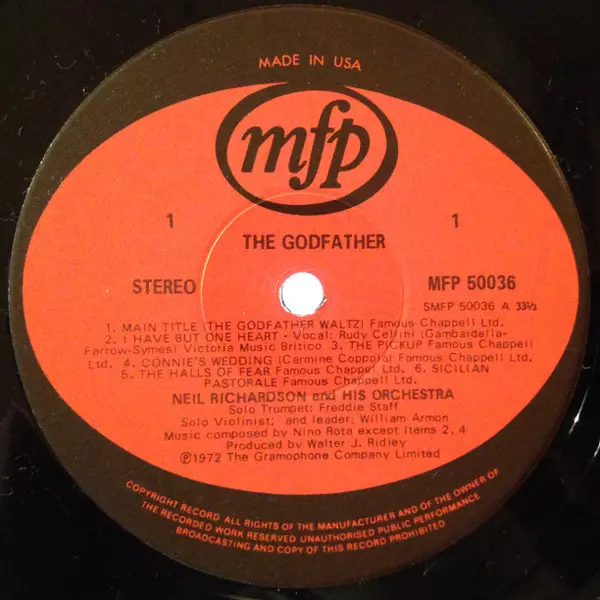 MADE IN USA
mfp
1 1
THE GODFATHER
STEREO MFP 50036
SMFP 50036 A 33⅓
1. MAIN TITLE (THE GODFATHER WALTZ) Famous Chappell Ltd.
2. I HAVE BUT ONE HEART - Vocal: Rudy Cellini (Gambardella-
Farrow-Symes) Victoria Music Britico 3. THE PICKUP Famous Chappell
Ltd. 4. CONNIE'S WEDDING (Carmine Coppola) Famous Chappell Ltd.
5. THE HALLS OF FEAR Famous Chappel Ltd. 6. SICILIAN
PASTORALE Famous Chappell Ltd.
NEIL RICHARDSON and HIS ORCHESTRA
Solo Trumpet: Freddie Staff
Solo Violinist; and leader; William Armon
Music composed by Nino Rota except items 2, 4
Produced by Walter J. Ridley
℗1972 The Gramophone Company Limited
COPYRIGHT RECORD ALL RIGHTS OF THE MANUFACTURER AND OF THE OWNER OF
THE RECORDED WORK RESERVED UNAUTHORISED PUBLIC PERFORMANCE
BROADCASTING AND COPY OF THIS RECORD PROHIBITED